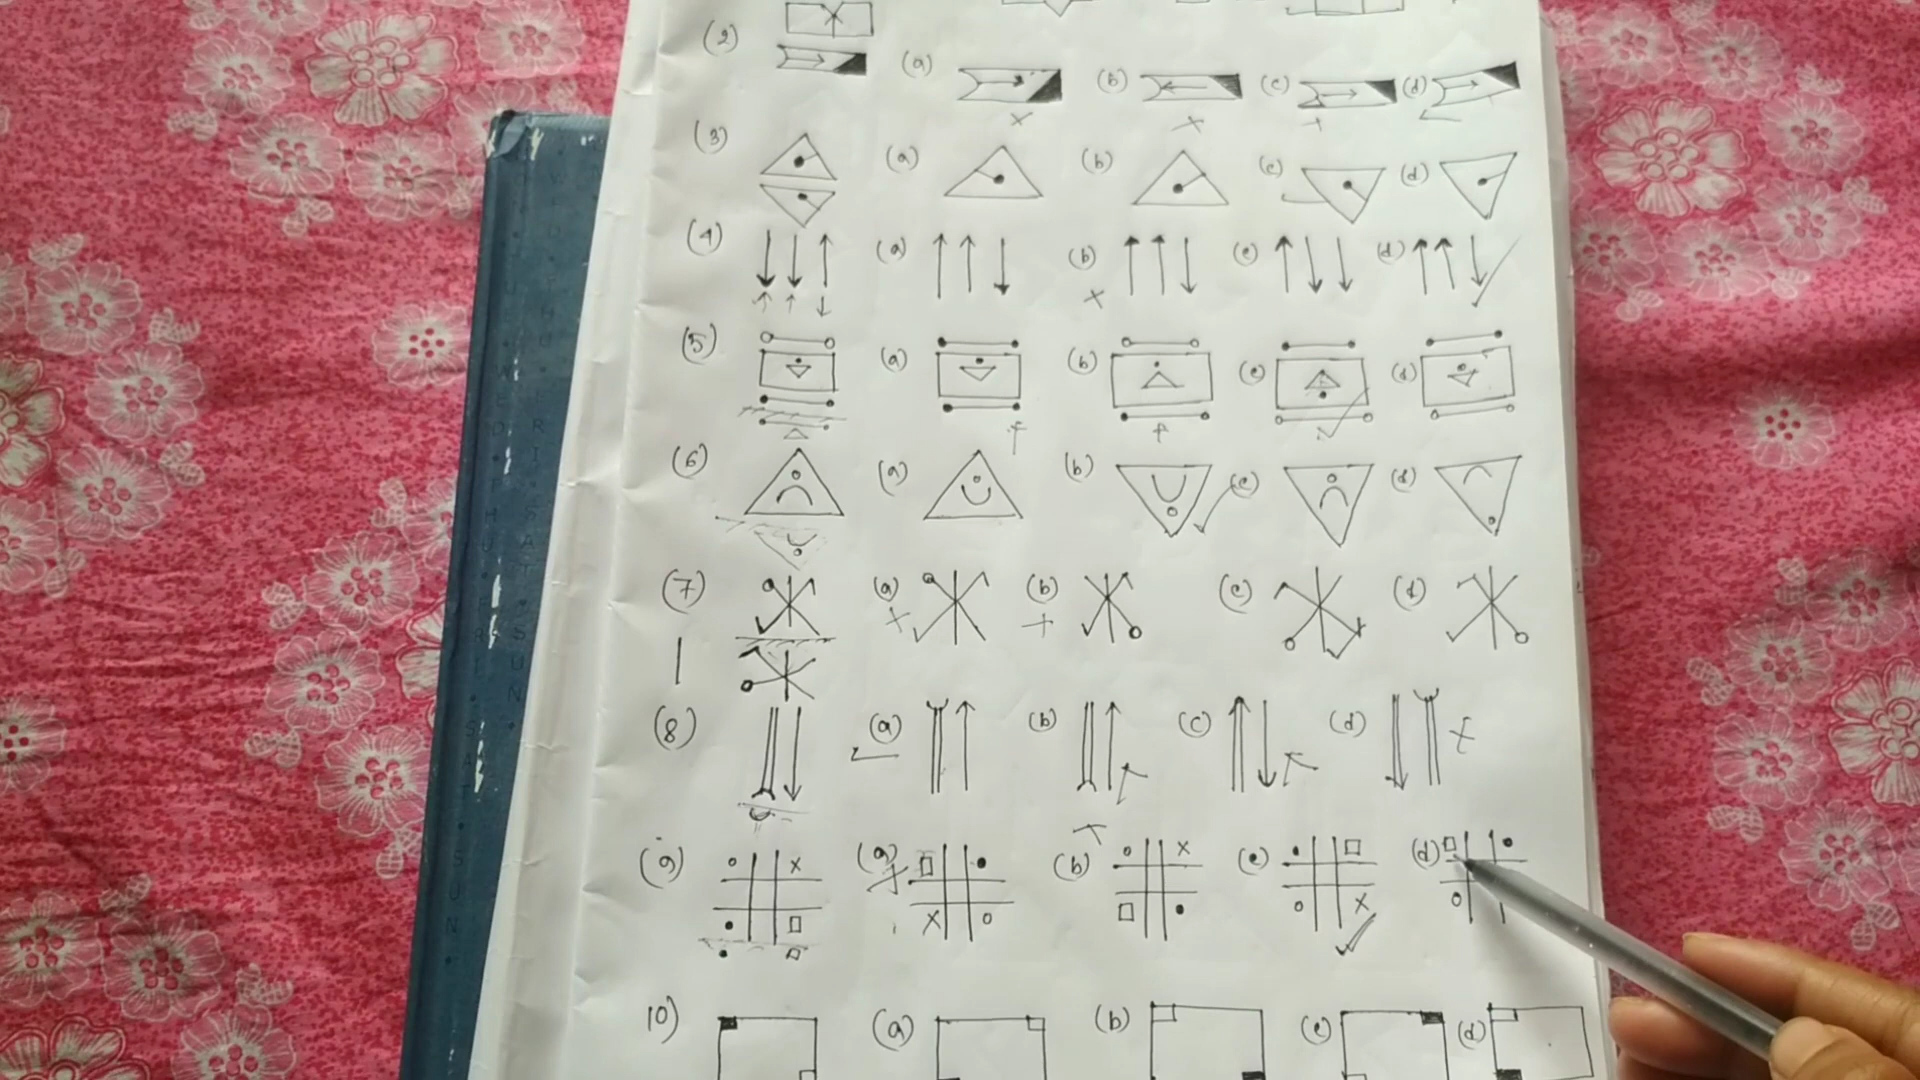 (2) (a) (b) (c) (d)
(3) (a) (b) (c) (d)
(4) (a) (b) (c) (d)
(5) (a) (b) (c) (d)
(6) (a) (b) (c) (d)
(7) (a) (b) (c) (d)
(8) (a) (b) (c) (d)
(9) (a) (b) (c) (d)
10) (a) (b) (c) (d)